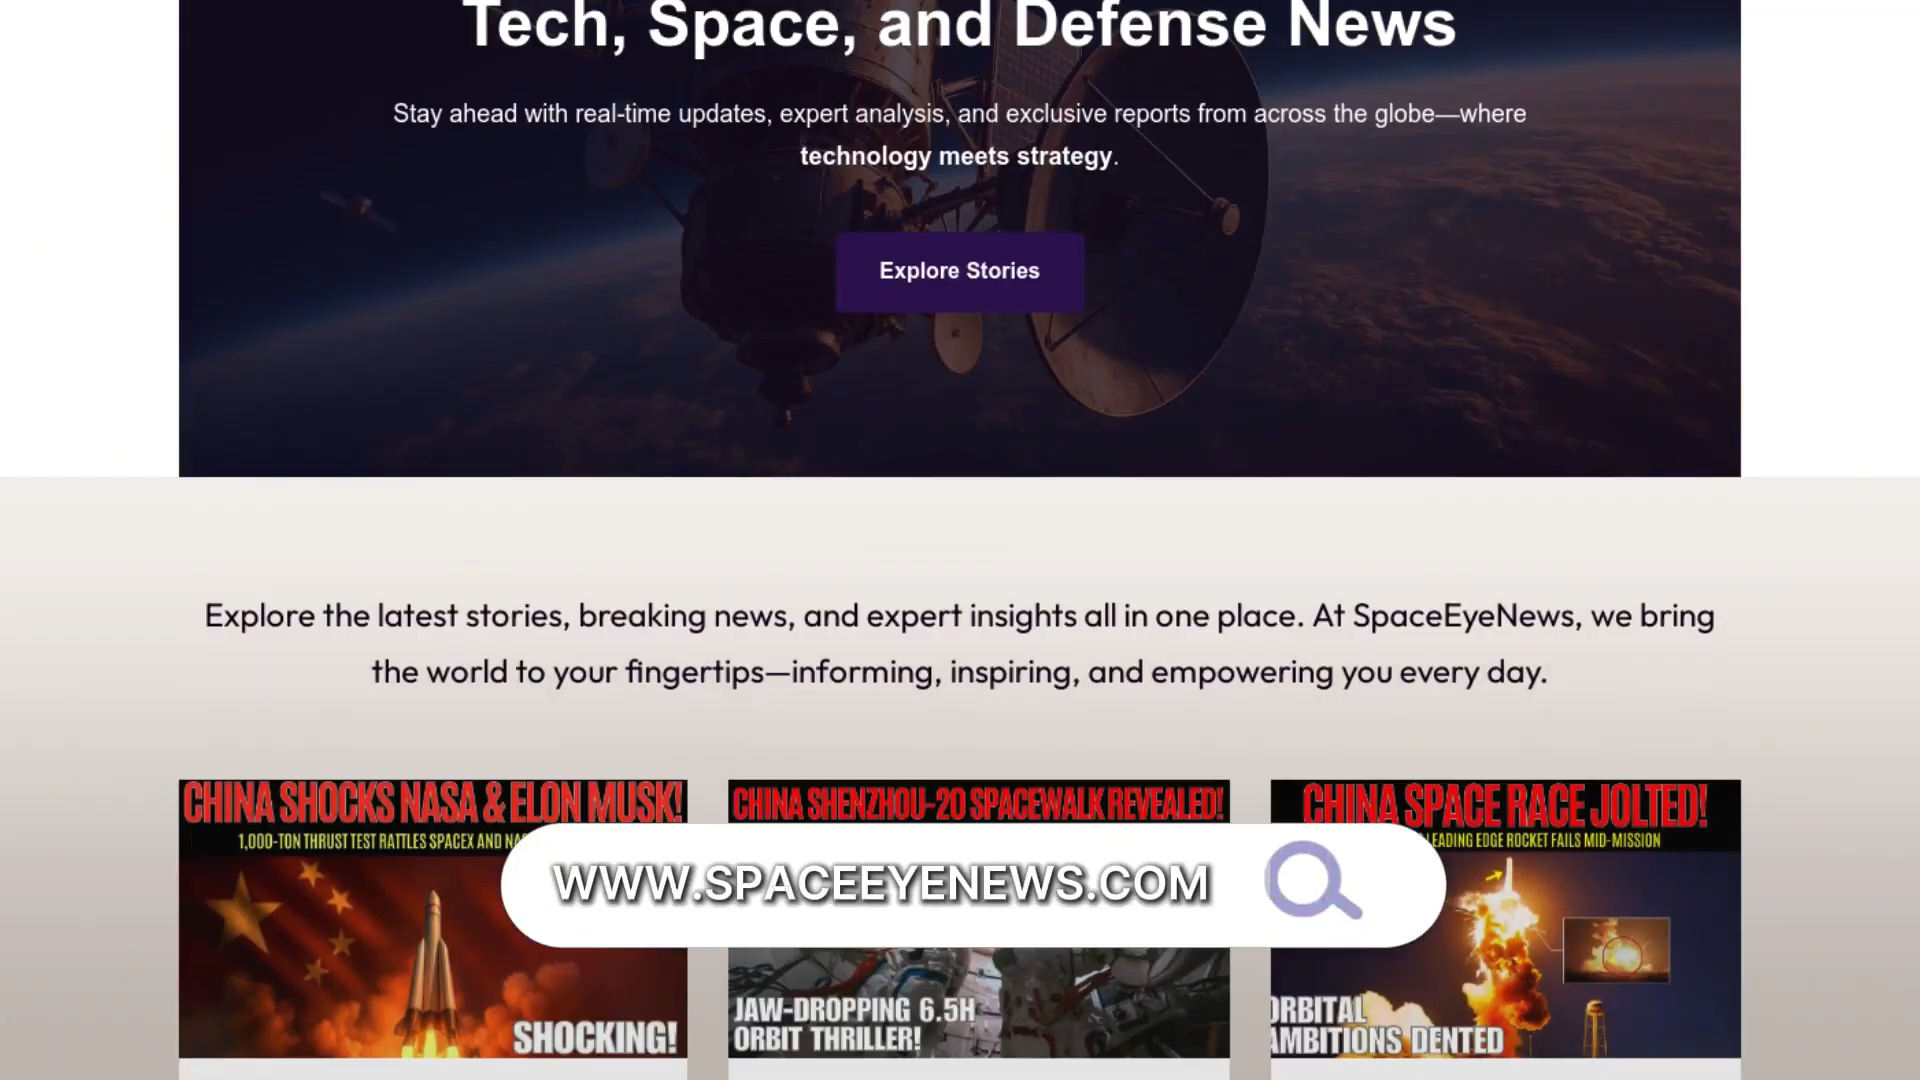 Tech, Space, and Defense News
Stay ahead with real-time updates, expert analysis, and exclusive reports from across the globe—where
technology meets strategy.
Explore Stories
Explore the latest stories, breaking news, and expert insights all in one place. At SpaceEyeNews, we bring
the world to your fingertips—informing, inspiring, and empowering you every day.
CHINA SHOCKS NASA & ELON MUSK!
1,000-TON THRUST TEST RATTLES SPACEX AND
SHOCKING!
CHINA SHENZHOU-20 SPACEWALK REVEALED!
JAW-DROPPING 6.5H
ORBIT THRILLER!
CHINA SPACE RACE JOLTED!
LEADING EDGE ROCKET FAILS MID-MISSION
ORBITAL
AMBITIONS DENTED
WWW.SPACEEYENEWS.COM